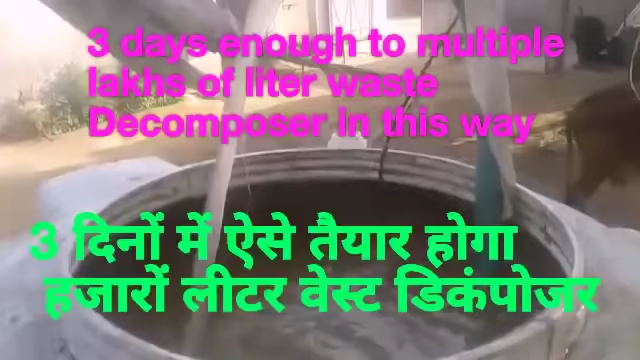 3 days enough to multiple
lakhs of liter waste
Decomposer in this way
3 दिनों में ऐसे तैयार होगा
हजारों लीटर वेस्ट डिकंपोजर